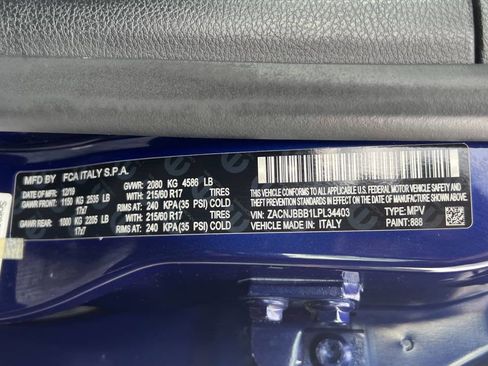 MFD BY FCA ITALY S.P.A.
DATE OF MFR 12/19 GVWR: 2080 KG 4586 LB
GAWR FRONT: 1150 KG 2535 LB WITH: 215/60 R17 TIRES
17x7 RIMS AT: 240 KPA (35 PSI) COLD
GAWR REAR: 1000 KG 2205 LB WITH: 215/60 R17 TIRES
17x7 RIMS AT: 240 KPA (35 PSI) COLD
THIS VEHICLE CONFORMS TO ALL APPLICABLE U.S.A. FEDERAL MOTOR
VEHICLE SAFETY, BUMPER, AND THEFT
PREVENTION STANDARDS IN EFFECT ON THE DATE OF MANUFACTURE SHOWN ABOVE.
VIN: ZACNJBBB1LPL34403 TYPE: MPV
VEHICLE MADE IN: ITALY PAINT: 888